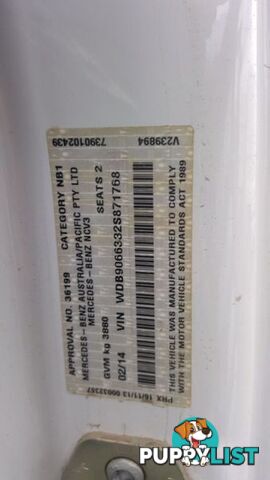 APPROVAL NO. 36199 CATEGORY NB1
MERCEDES-BENZ AUSTRALIA/PACIFIC PTY LTD
MERCEDES-BENZ NCV3
GVM kg 3880 SEATS 2
02/14 VIN WDB9066332S871768
THIS VEHICLE WAS MANUFACTURED TO COMPLY
WITH THE MOTOR VEHICLE STANDARDS ACT 1989
7390102439 V239894
PUPPYLIST